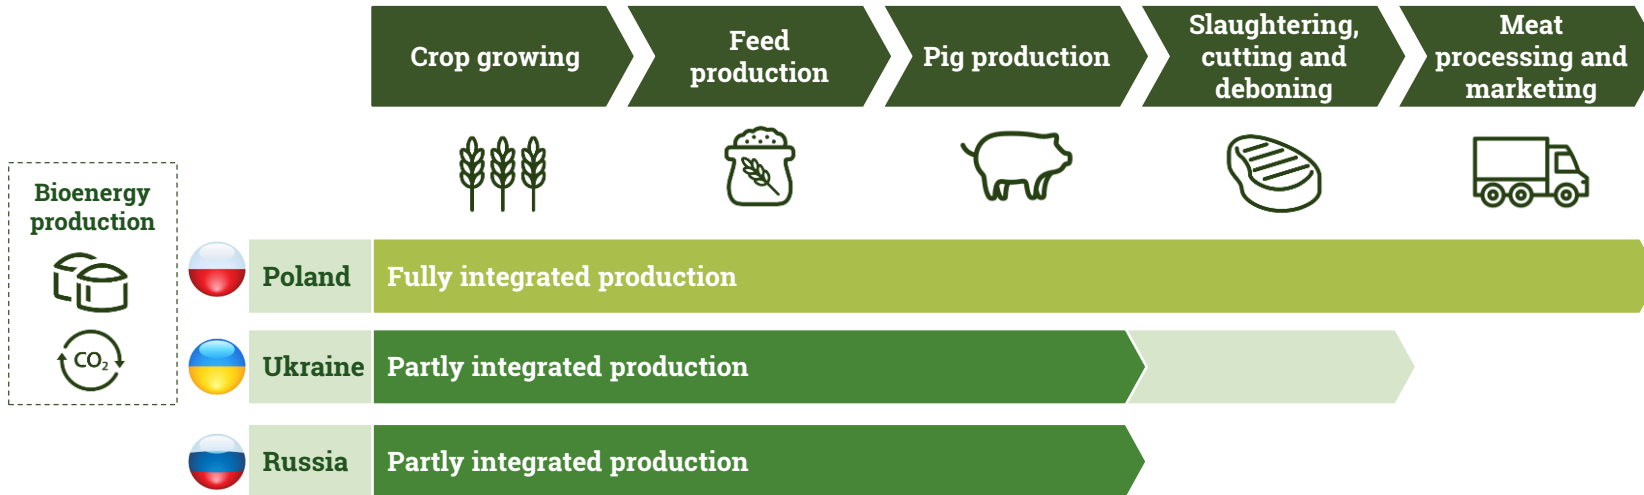 Crop growing
Feed
production
Pig production
Slaughtering,
cutting and
deboning
Meat
processing and
marketing
Bioenergy
production
CO₂
Poland
Fully integrated production
Ukraine
Partly integrated production
Russia
Partly integrated production